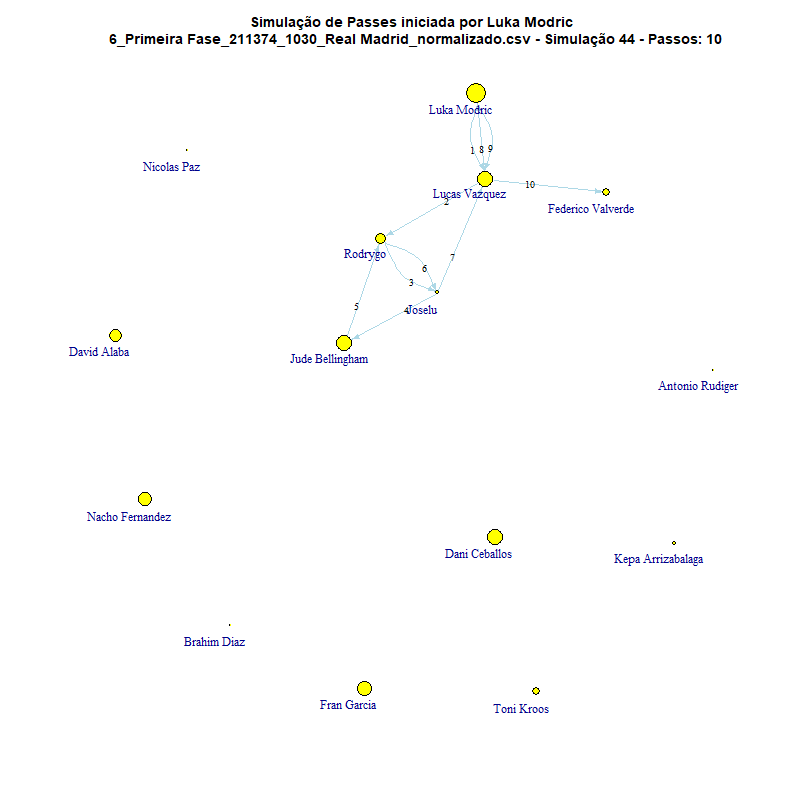 Simulação de Passes iniciada por Luka Modric
6_Primeira Fase_211374_1030_Real Madrid_normalizado.csv - Simulação 44 - Passos: 10
Luka Modric
1
8
9
Nicolas Paz
10
Lucas Vazquez
2
Federico Valverde
Rodrygo
7
6
3
5
4
Joselu
David Alaba
Jude Bellingham
Antonio Rudiger
Nacho Fernandez
Dani Ceballos
Kepa Arrizabalaga
Brahim Diaz
Fran Garcia
Toni Kroos